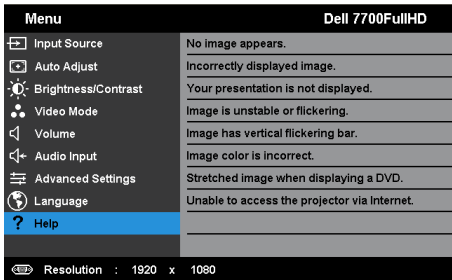 Menu Dell 7700FullHD
Input Source No image appears.
Auto Adjust Incorrectly displayed image.
Brightness/Contrast Your presentation is not displayed.
Video Mode Image is unstable or flickering.
Volume Image has vertical flickering bar.
Audio Input Image color is incorrect.
Advanced Settings Stretched image when displaying a DVD.
Language Unable to access the projector via Internet.
? Help
Resolution : 1920 x 1080